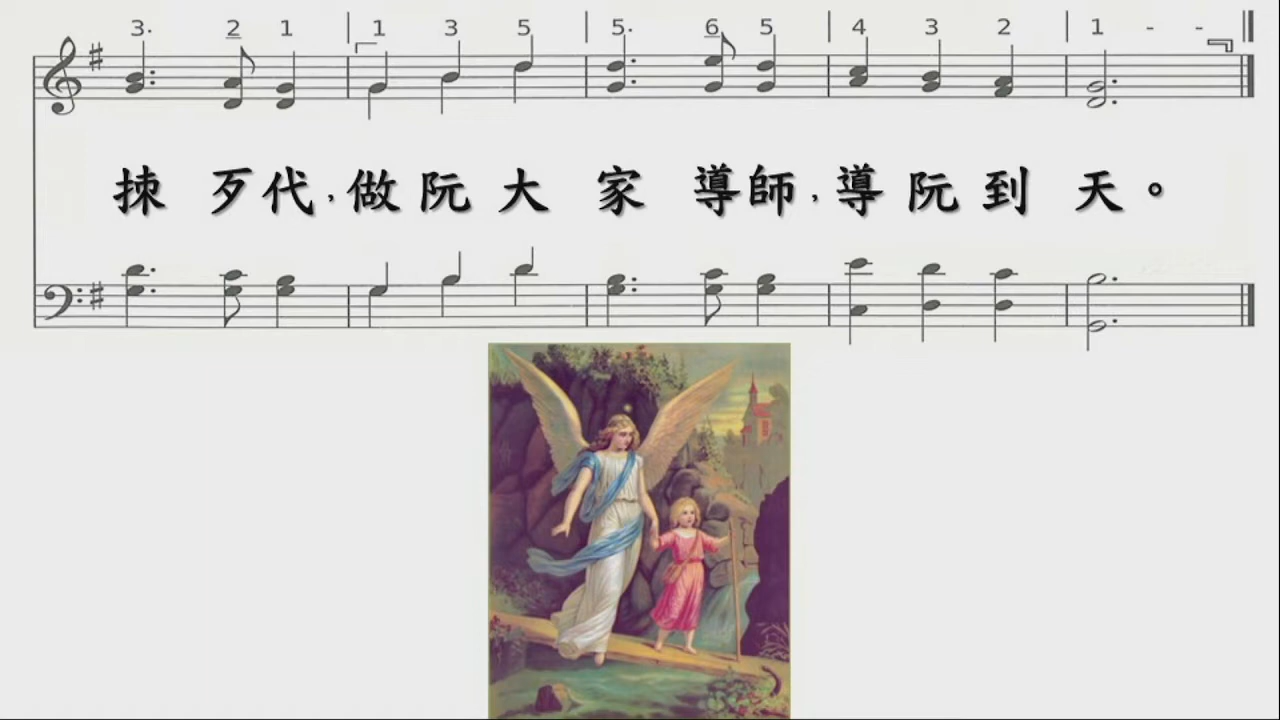 3. 2 1 | 1 3 5 | 5. 6 5 | 4 3 2 | 1 - -
捒歹代，做阮大家導師，導阮到天。